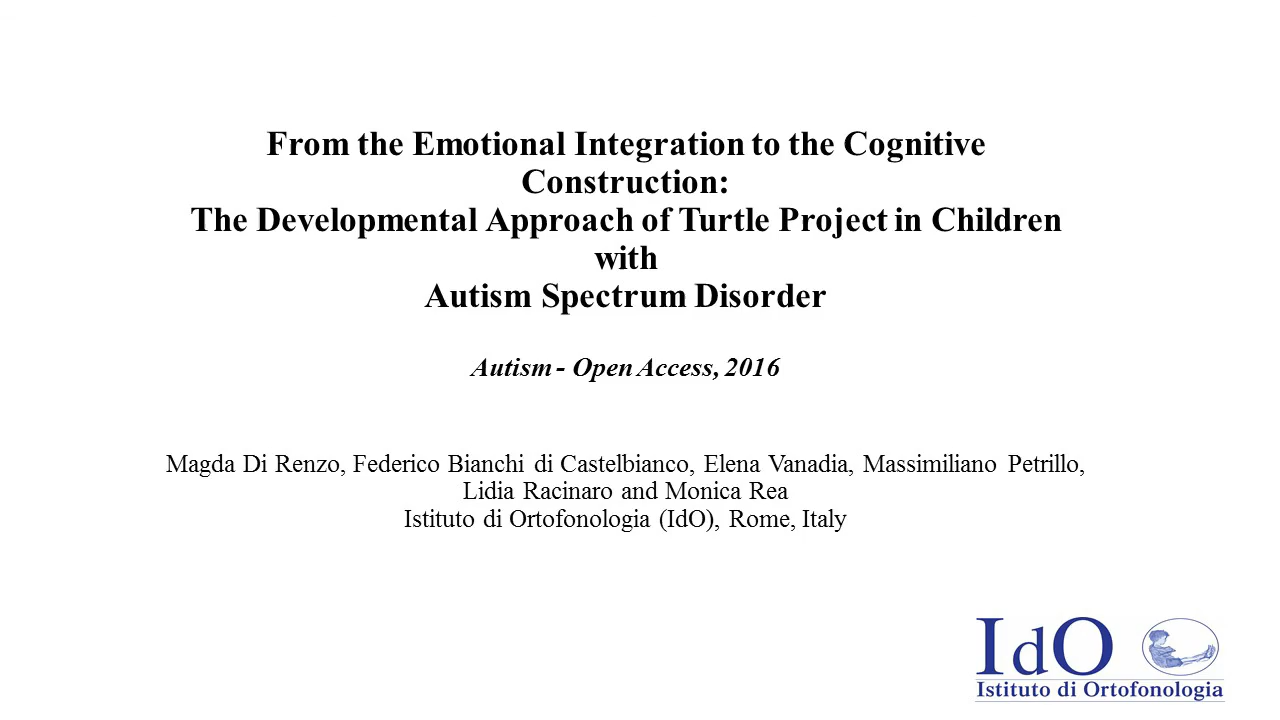 From the Emotional Integration to the Cognitive
Construction:
The Developmental Approach of Turtle Project in Children
with
Autism Spectrum Disorder
Autism - Open Access, 2016
Magda Di Renzo, Federico Bianchi di Castelbianco, Elena Vanadia, Massimiliano Petrillo,
Lidia Racinaro and Monica Rea
Istituto di Ortofonologia (IdO), Rome, Italy
IdO
Istituto di Ortofonologia